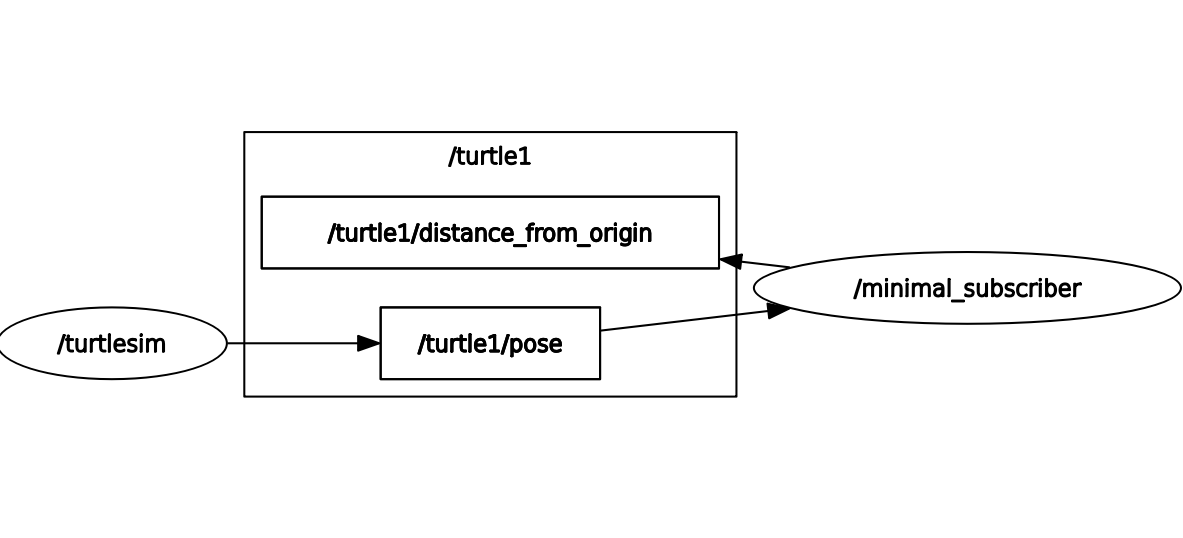 /turtle1
/turtle1/distance_from_origin
/minimal_subscriber
/turtlesim
/turtle1/pose